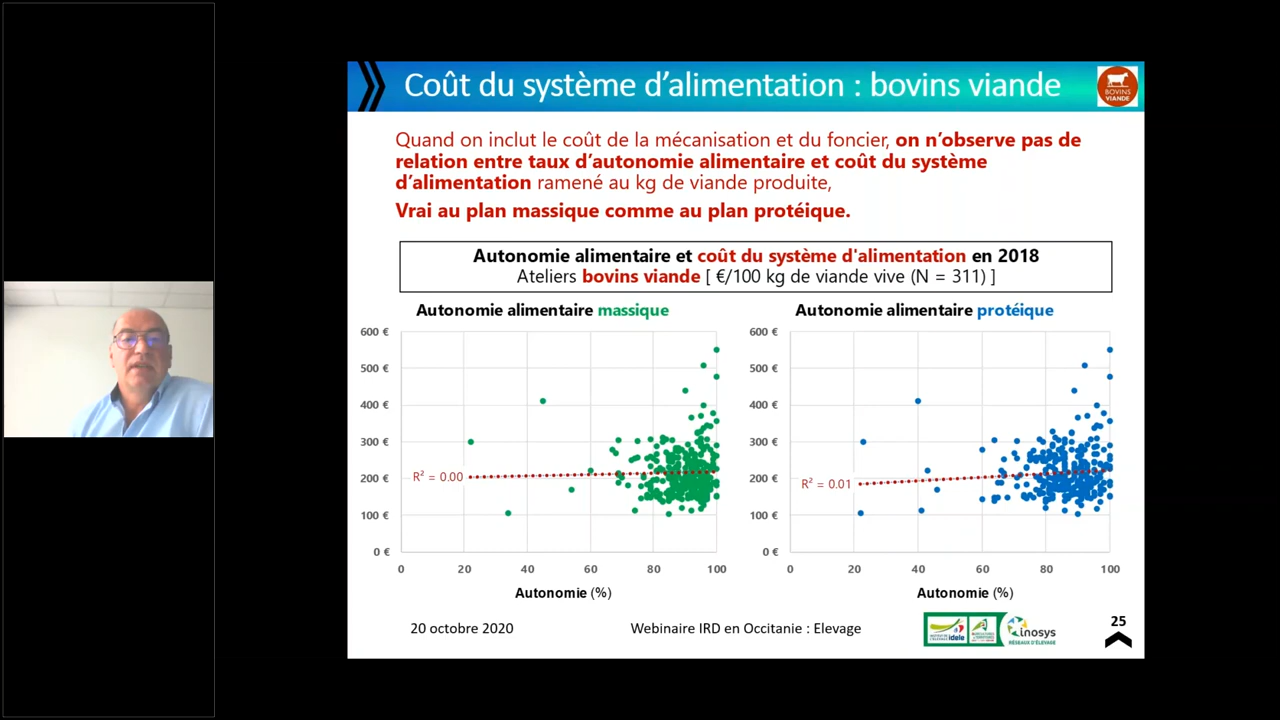 Coût du système d'alimentation : bovins viande
BOVINS
VIANDE
Quand on inclut le coût de la mécanisation et du foncier, on n'observe pas de
relation entre taux d'autonomie alimentaire et coût du système
d'alimentation ramené au kg de viande produite,
Vrai au plan massique comme au plan protéique.
Autonomie alimentaire et coût du système d'alimentation en 2018
Ateliers bovins viande [ €/100 kg de viande vive (N = 311) ]
Autonomie alimentaire massique
600 €
500 €
400 €
300 €
200 €
100 €
0 €
R² = 0.00
0 20 40 60 80 100
Autonomie (%)
Autonomie alimentaire protéique
600 €
500 €
400 €
300 €
200 €
100 €
0 €
R² = 0.01
0 20 40 60 80 100
Autonomie (%)
20 octobre 2020
Webinaire IRD en Occitanie : Elevage
idele
inosys
RÉSEAUX D'ÉLEVAGE
25